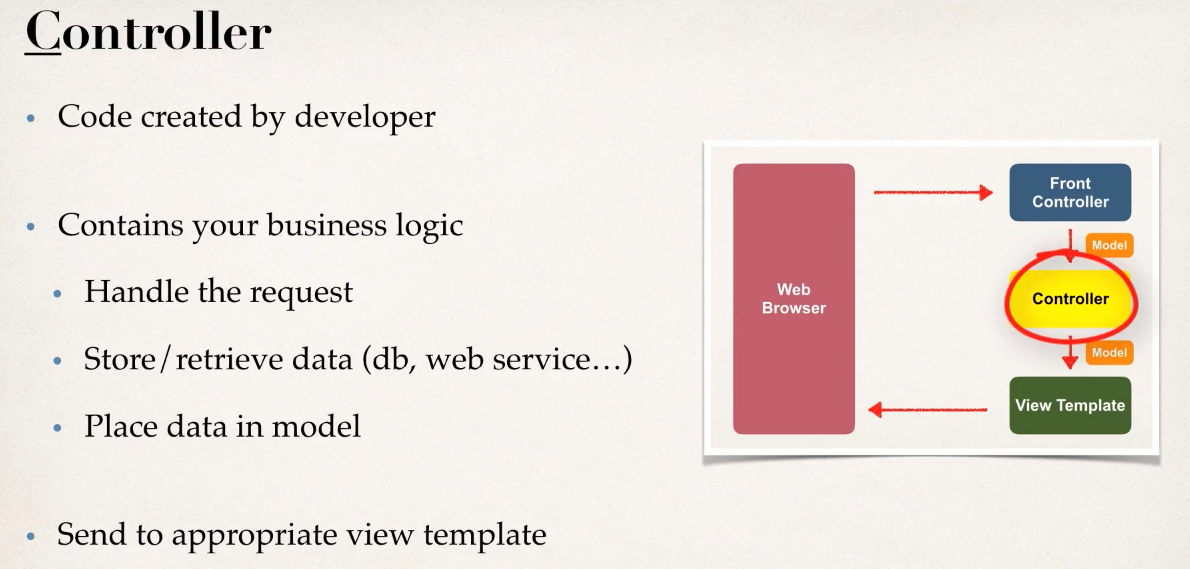 Controller
Code created by developer
Contains your business logic
Handle the request
Store/retrieve data (db, web service…)
Place data in model
Send to appropriate view template
Web
Browser
Front
Controller
Model
Controller
Model
View Template